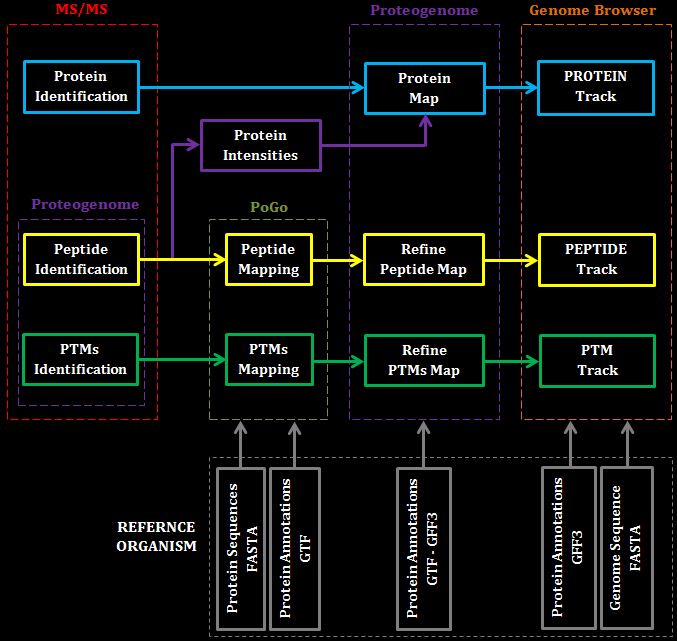 MS/MS
Proteogenome
Genome Browser
Protein
Identification
Protein
Map
PROTEIN
Track
Protein
Intensities
Proteogenome
PoGo
Peptide
Identification
Peptide
Mapping
Refine
Peptide Map
PEPTIDE
Track
PTMs
Identification
PTMs
Mapping
Refine
PTMs Map
PTM
Track
REFERNCE
ORGANISM
Protein Sequences
FASTA
Protein Annotations
GTF
Protein Annotations
GTF - GFF3
Protein Annotations
GFF3
Genome Sequence
FASTA